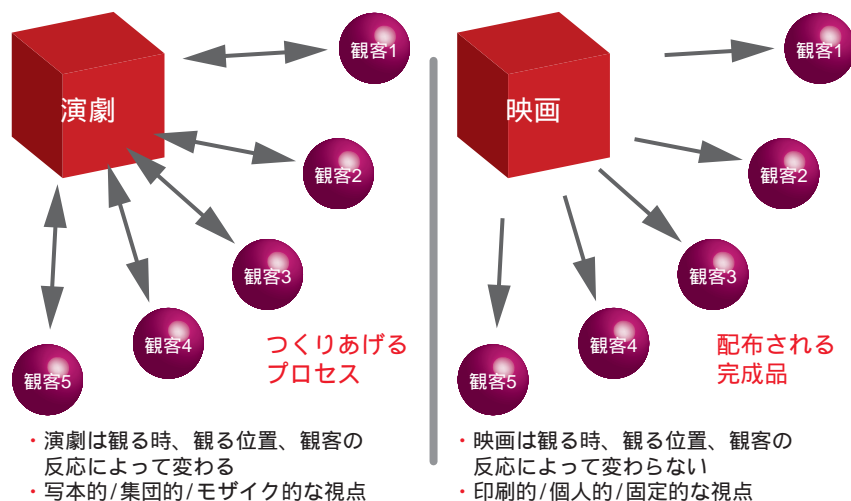 演劇
観客1
観客2
観客3
観客4
観客5
つくりあげる
プロセス
・演劇は観る時、観る位置、観客の
反応によって変わる
・写本的/集団的/モザイク的な視点
映画
観客1
観客2
観客3
観客4
観客5
配布される
完成品
・映画は観る時、観る位置、観客の
反応によって変わらない
・印刷的/個人的/固定的な視点